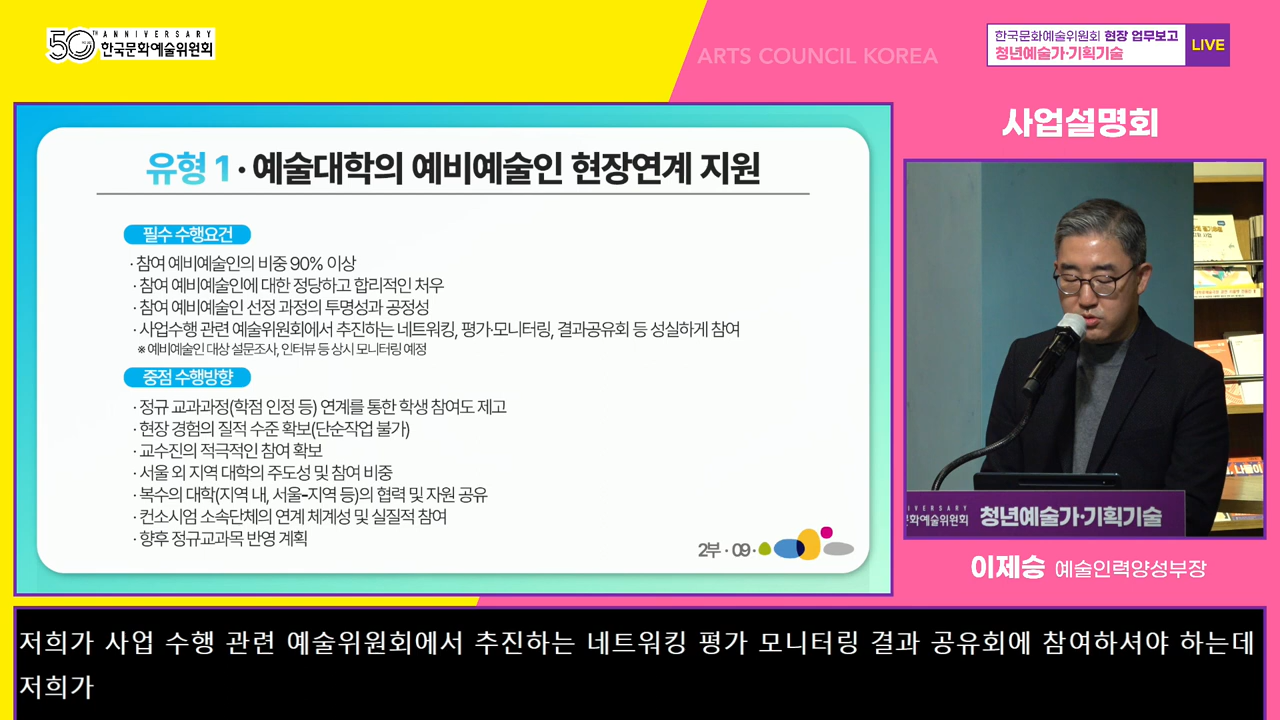 50TH ANNIVERSARY
한국문화예술위원회
ARTS COUNCIL KOREA
한국문화예술위원회 현장 업무보고
청년예술가·기획기술
LIVE
사업설명회
유형 1 · 예술대학의 예비예술인 현장연계 지원
필수 수행요건
· 참여 예비예술인의 비중 90% 이상
· 참여 예비예술인에 대한 정당하고 합리적인 처우
· 참여 예비예술인 선정 과정의 투명성과 공정성
· 사업수행 관련 예술위원회에서 추진하는 네트워킹, 평가·모니터링, 결과공유회 등 성실하게 참여
※ 예비예술인 대상 설문조사, 인터뷰 등 상시 모니터링 예정
중점 수행방향
· 정규 교과과정(학점 인정 등) 연계를 통한 학생 참여도 제고
· 현장 경험의 질적 수준 확보(단순작업 불가)
· 교수진의 적극적인 참여 확보
· 서울 외 지역 대학의 주도성 및 참여 비중
· 복수의 대학(지역 내, 서울-지역 등)의 협력 및 자원 공유
· 컨소시엄 소속단체의 연계 체계성 및 실질적 참여
· 향후 정규교과목 반영 계획
2부 · 09 ·
청년예술가·기획기술
이제승 예술인력양성부장
저희가 사업 수행 관련 예술위원회에서 추진하는 네트워킹 평가 모니터링 결과 공유회에 참여하셔야 하는데
저희가